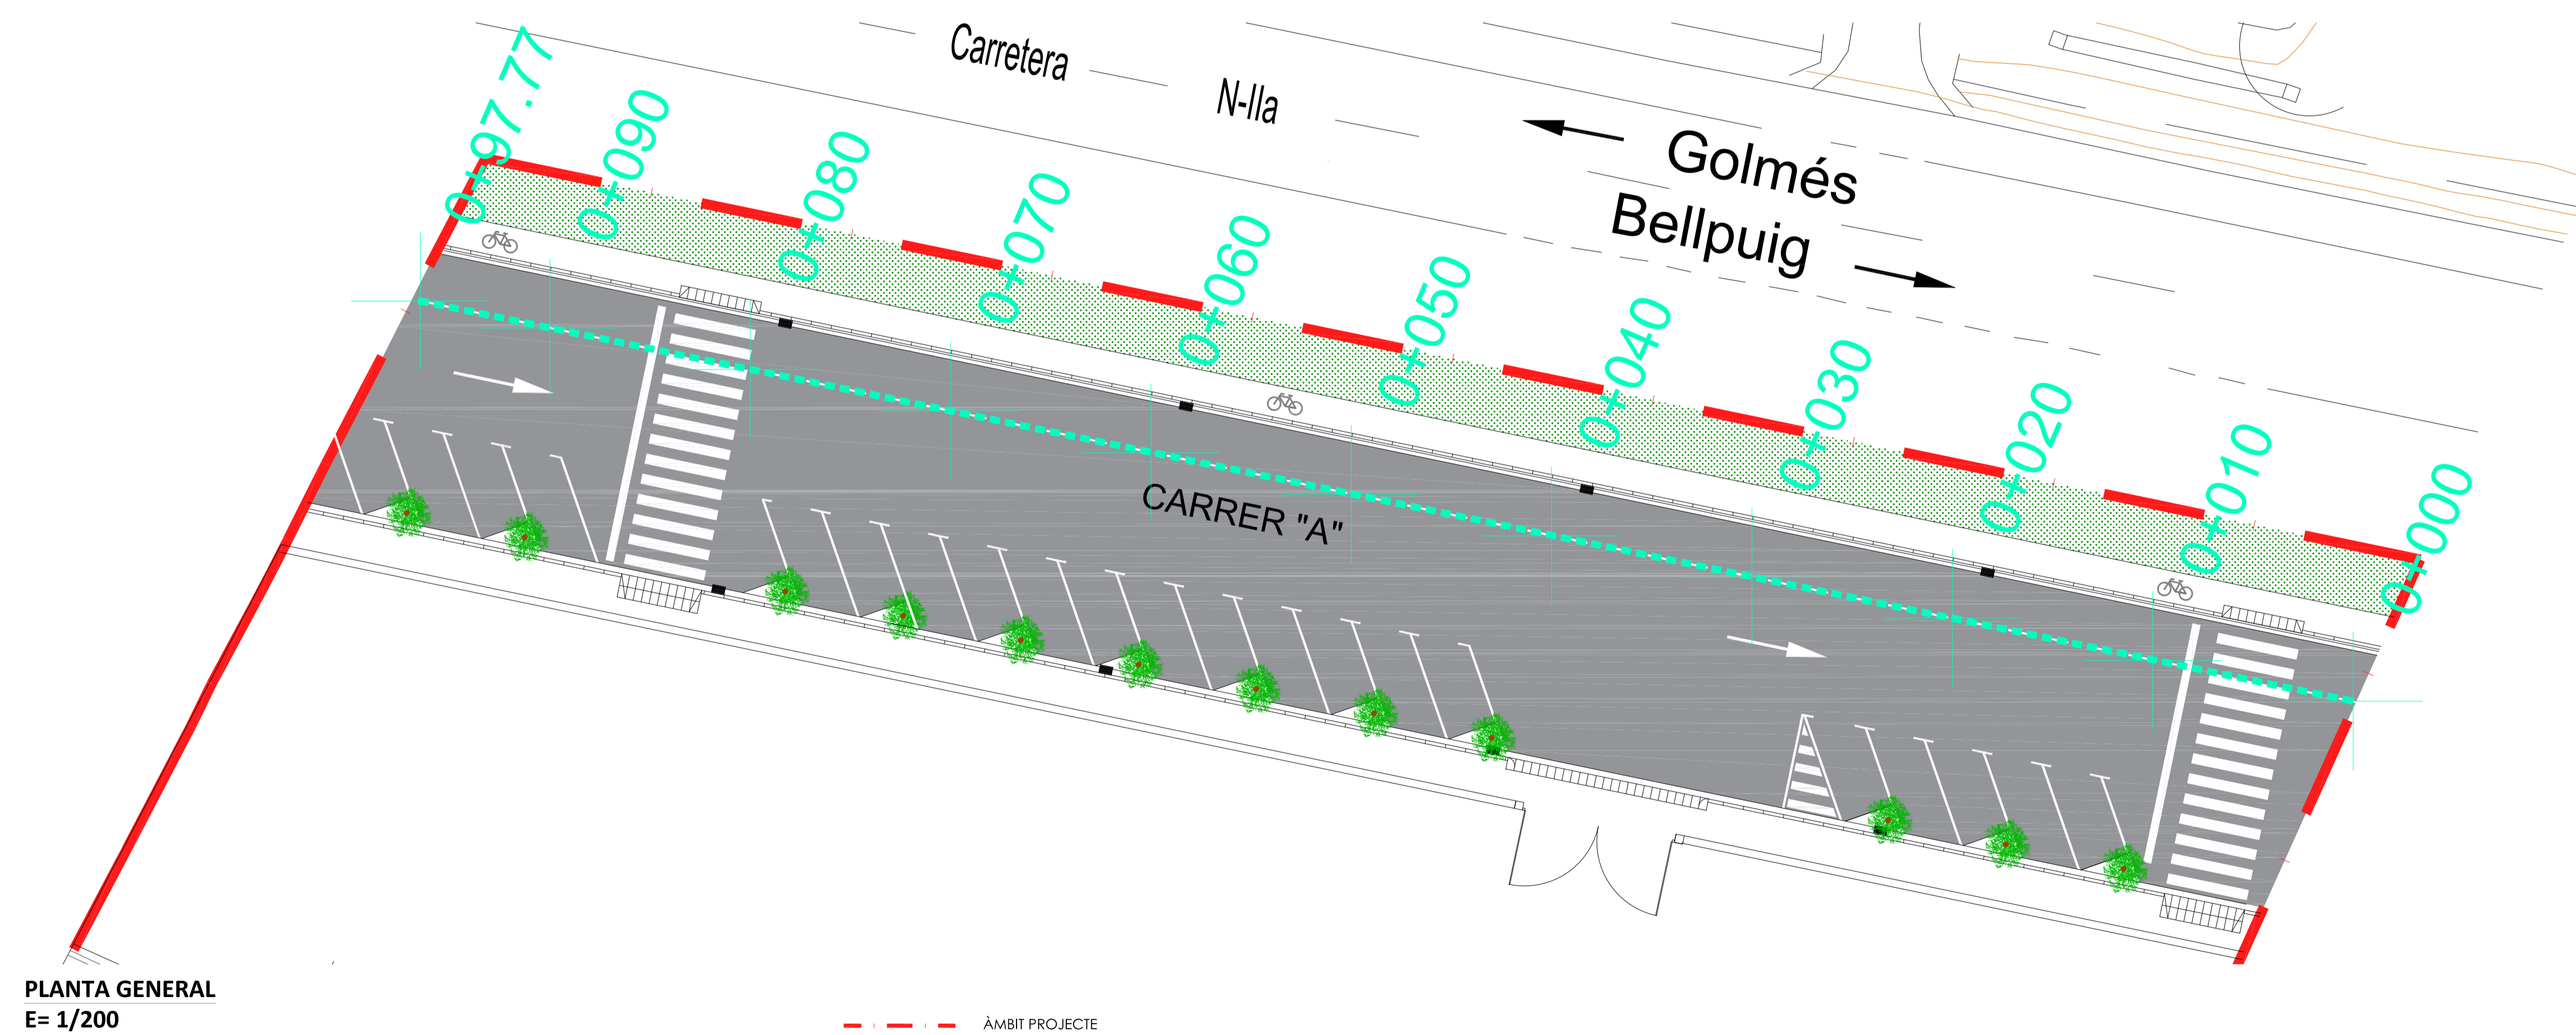 Carretera
N-IIa
Golmés
Bellpuig
0+97.77
0+090
0+080
0+070
0+060
0+050
0+040
0+030
0+020
0+010
0+000
CARRER "A"
PLANTA GENERAL
E= 1/200
ÀMBIT PROJECTE